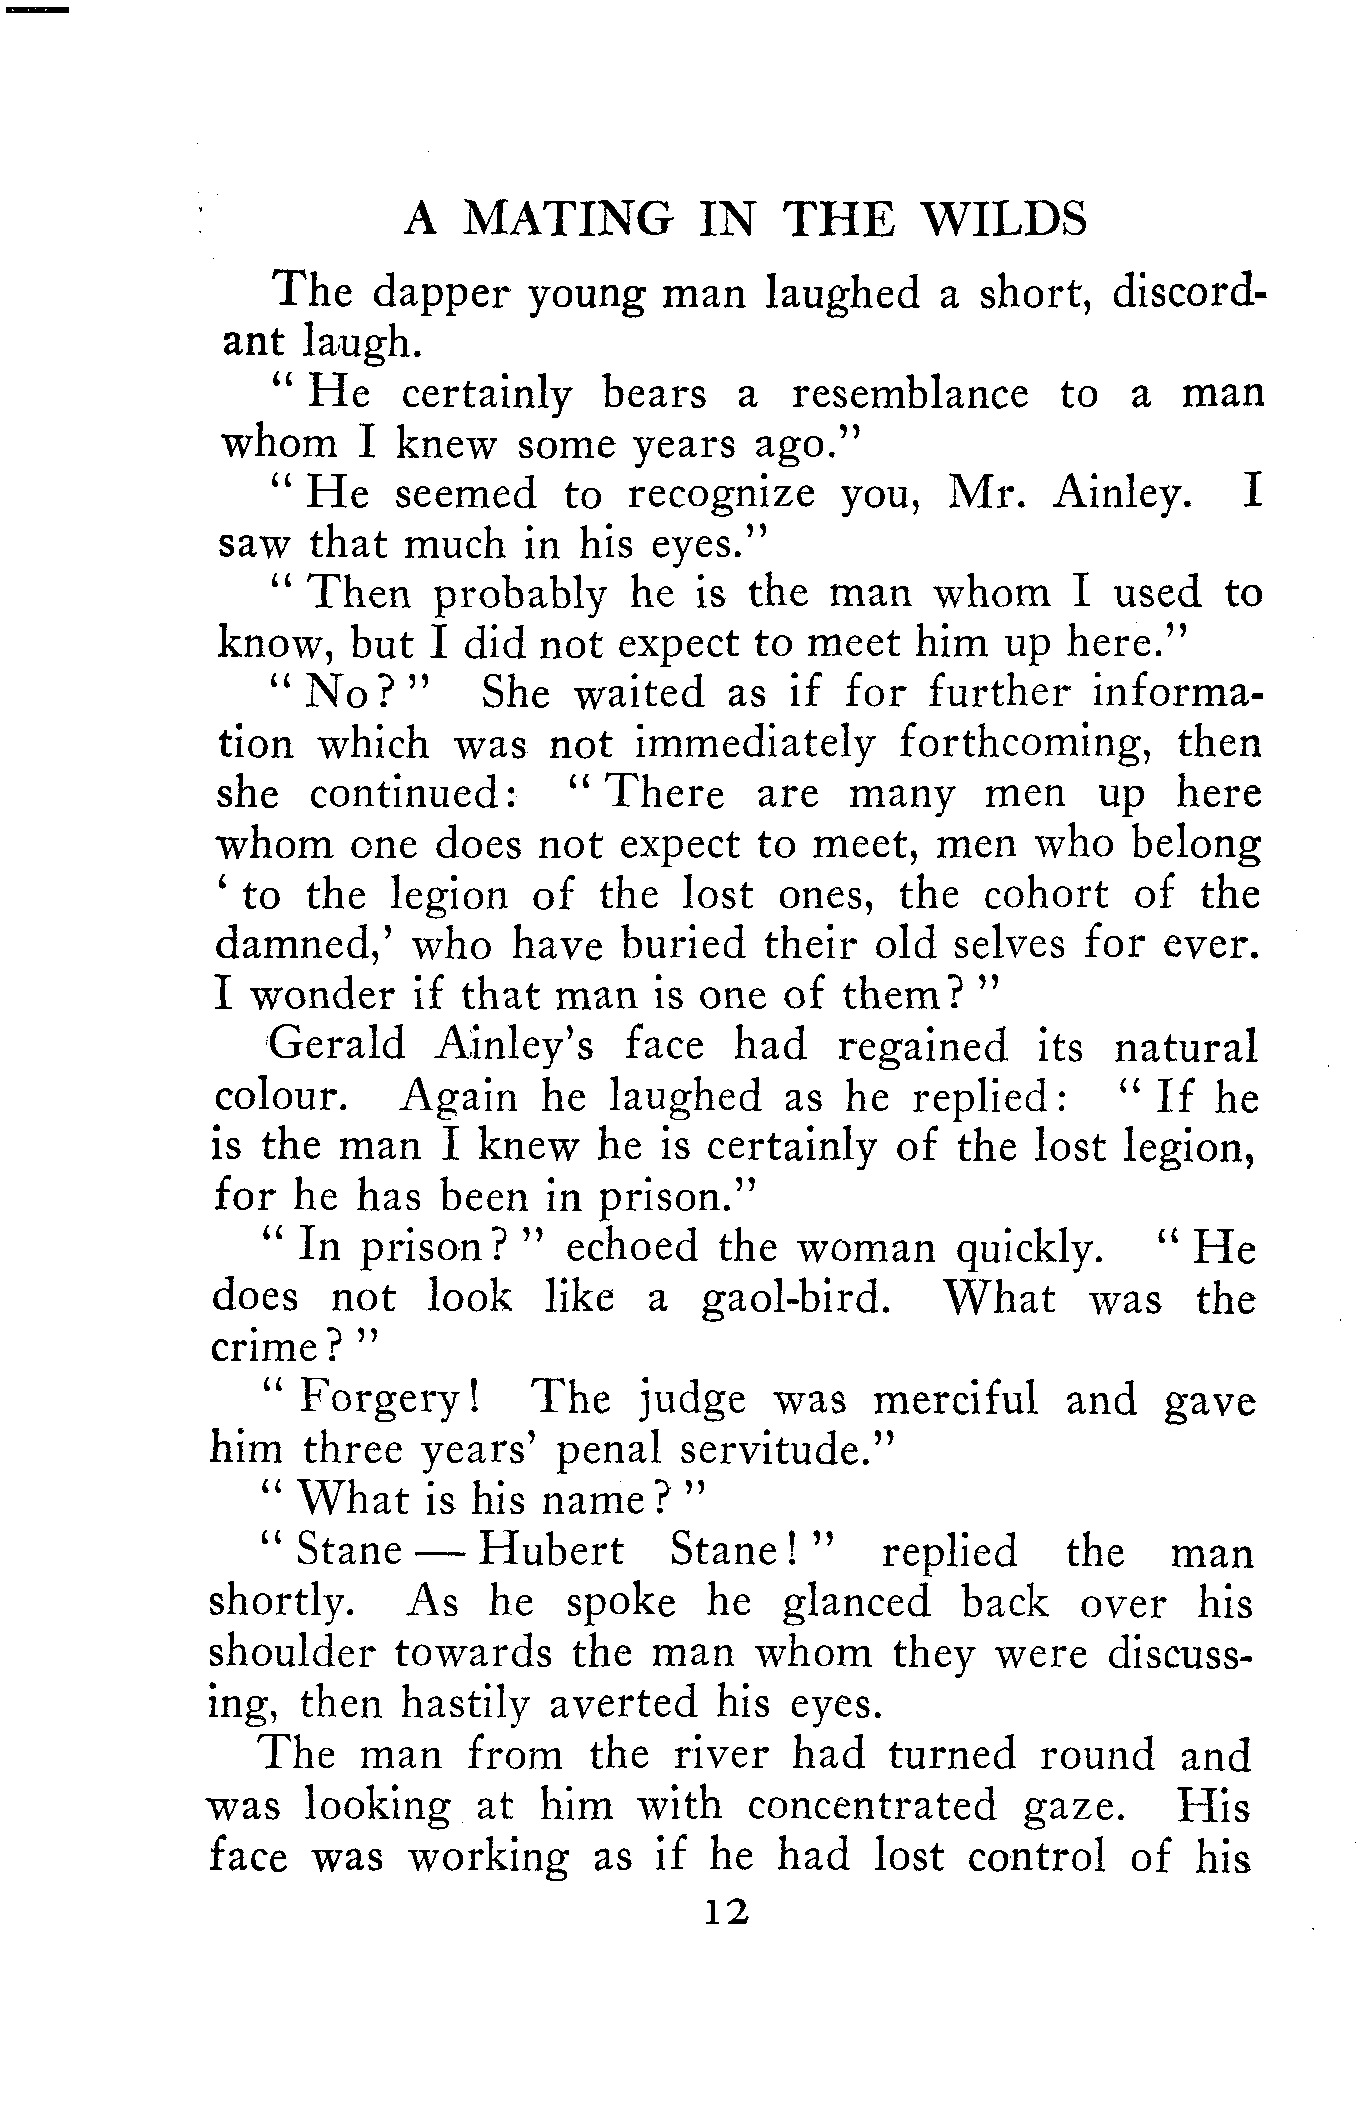 A MATING IN THE WILDS
The dapper young man laughed a short, discord-
ant laugh.
" He certainly bears a resemblance to a man
whom I knew some years ago."
" He seemed to recognize you, Mr. Ainley. I
saw that much in his eyes."
" Then probably he is the man whom I used to
know, but I did not expect to meet him up here."
" No? " She waited as if for further informa-
tion which was not immediately forthcoming, then
she continued: " There are many men up here
whom one does not expect to meet, men who belong
' to the legion of the lost ones, the cohort of the
damned,' who have buried their old selves for ever.
I wonder if that man is one of them? "
Gerald Ainley's face had regained its natural
colour. Again he laughed as he replied: " If he
is the man I knew he is certainly of the lost legion,
for he has been in prison."
" In prison? " echoed the woman quickly. " He
does not look like a gaol-bird. What was the
crime? "
" Forgery! The judge was merciful and gave
him three years' penal servitude."
" What is his name? "
" Stane — Hubert Stane! " replied the man
shortly. As he spoke he glanced back over his
shoulder towards the man whom they were discuss-
ing, then hastily averted his eyes.
The man from the river had turned round and
was looking at him with concentrated gaze. His
face was working as if he had lost control of his
12